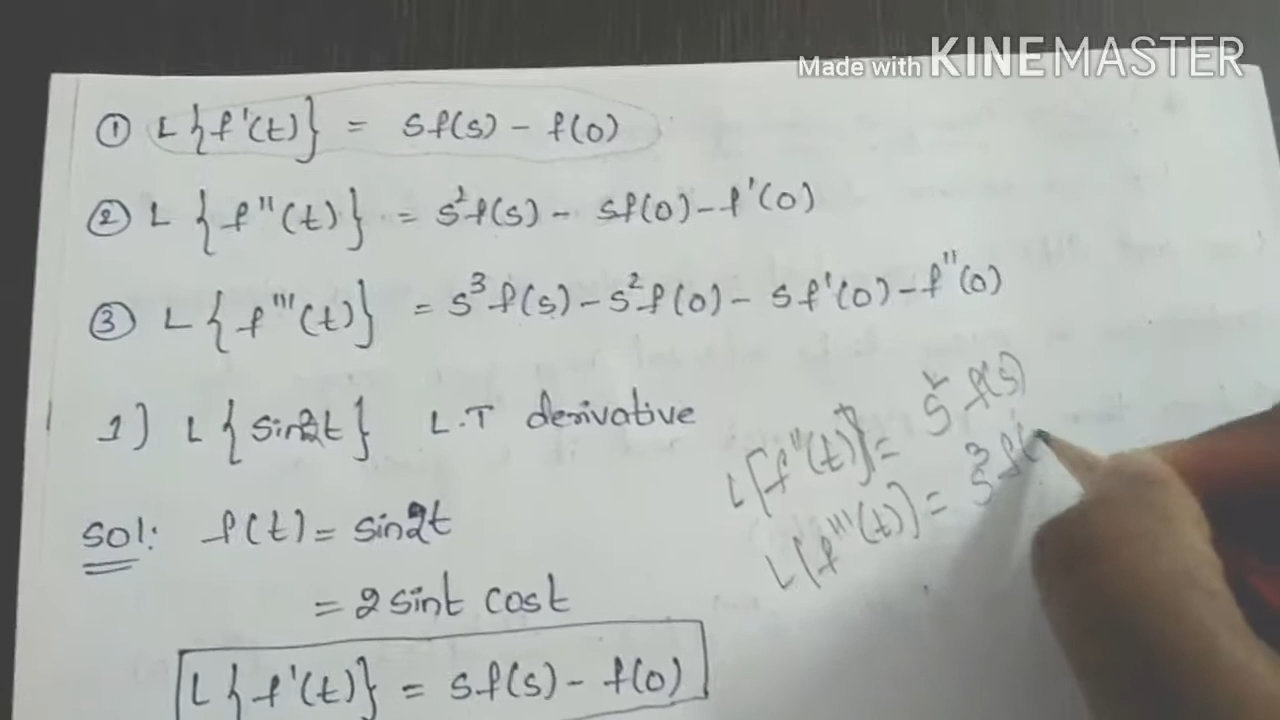 Made with KINEMASTER
① L{f'(t)} = Sf(s) - f(0)
② L{f''(t)} = S²f(s) - Sf(0) - f'(0)
③ L{f'''(t)} = S³f(s) - S²f(0) - Sf'(0) - f''(0)
1) L{Sin2t} L.T derivative
L[f''(t)] = S² f(s)
L[f'''(t)] = S³ f(
Sol: f(t) = Sin2t
= 2 Sint Cost
L{f'(t)} = Sf(s) - f(0)